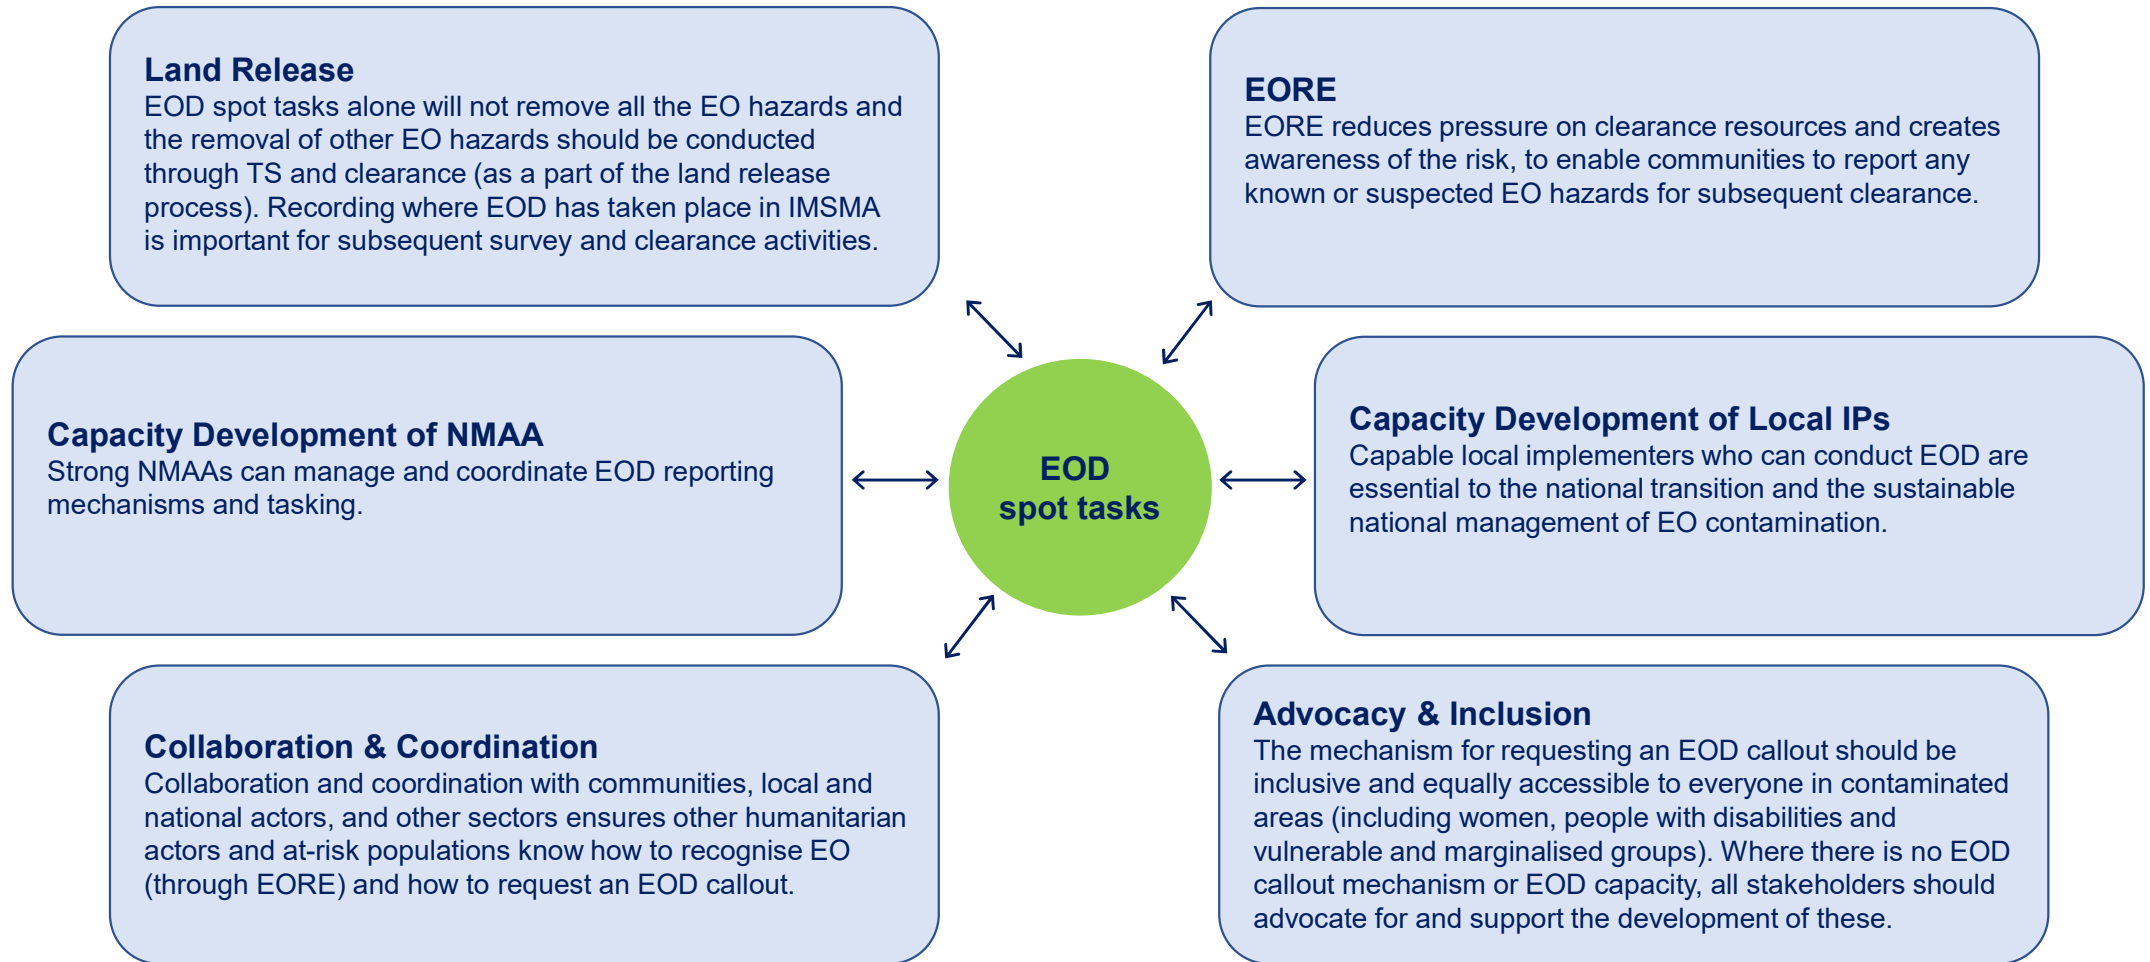 Land Release
EOD spot tasks alone will not remove all the EO hazards and
the removal of other EO hazards should be conducted
through TS and clearance (as a part of the land release
process). Recording where EOD has taken place in IMSMA
is important for subsequent survey and clearance activities.
EORE
EORE reduces pressure on clearance resources and creates
awareness of the risk, to enable communities to report any
known or suspected EO hazards for subsequent clearance.
Capacity Development of NMAA
Strong NMAAs can manage and coordinate EOD reporting
mechanisms and tasking.
EOD
spot tasks
Capacity Development of Local IPs
Capable local implementers who can conduct EOD are
essential to the national transition and the sustainable
national management of EO contamination.
Collaboration & Coordination
Collaboration and coordination with communities, local and
national actors, and other sectors ensures other humanitarian
actors and at-risk populations know how to recognise EO
(through EORE) and how to request an EOD callout.
Advocacy & Inclusion
The mechanism for requesting an EOD callout should be
inclusive and equally accessible to everyone in contaminated
areas (including women, people with disabilities and
vulnerable and marginalised groups). Where there is no EOD
callout mechanism or EOD capacity, all stakeholders should
advocate for and support the development of these.